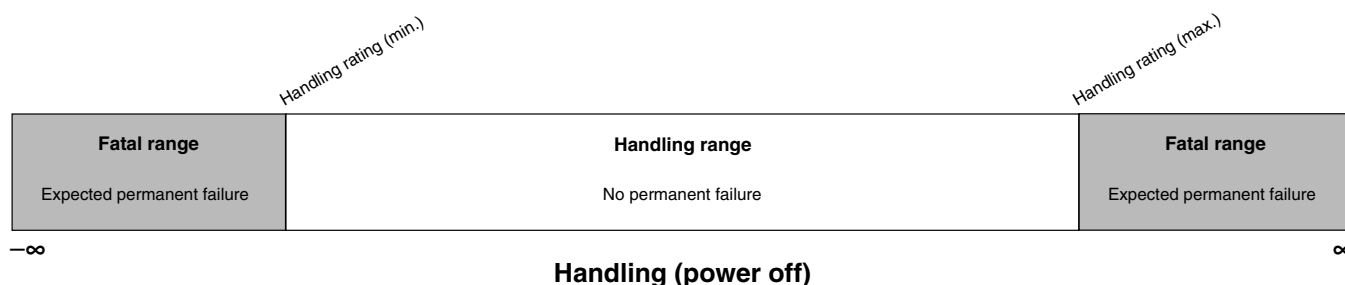 Handling rating (min.)
Handling rating (max.)
Fatal range
Handling range
Fatal range
Expected permanent failure
No permanent failure
Expected permanent failure
–∞
∞
Handling (power off)